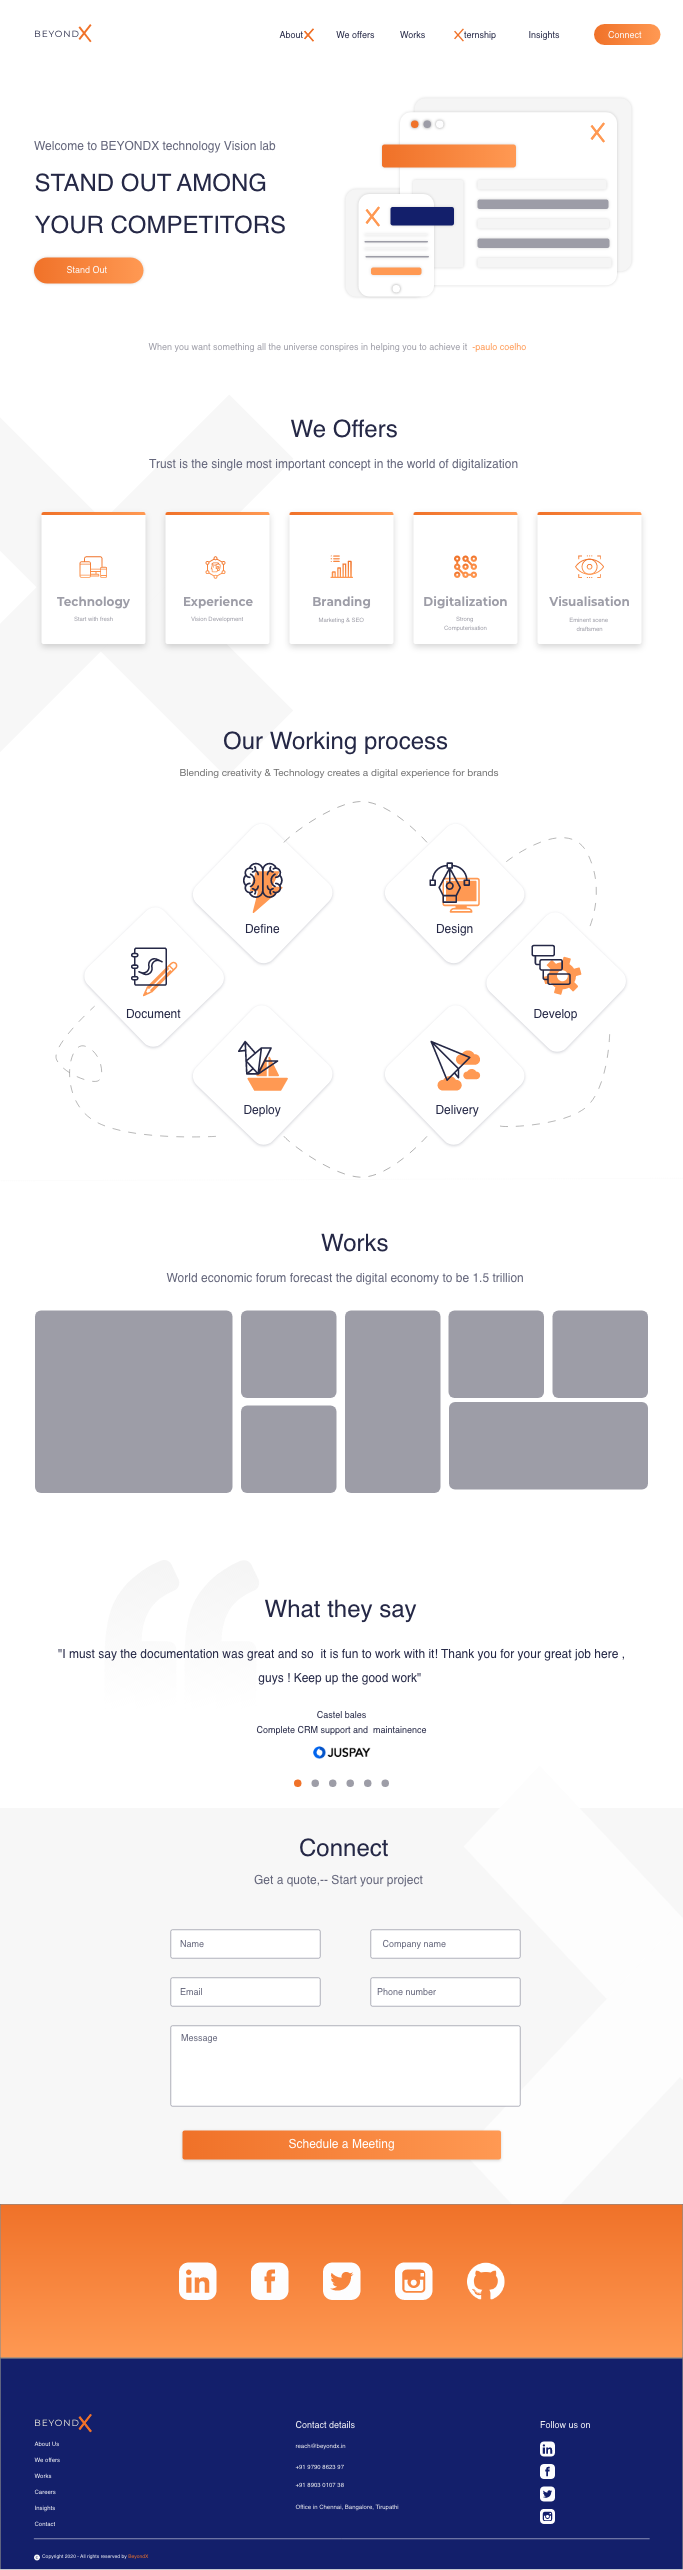 BEYONDX
AboutX We offers Works Xternship Insights Connect
Welcome to BEYONDX technology Vision lab
STAND OUT AMONG
YOUR COMPETITORS
Stand Out
When you want something all the universe conspires in helping you to achieve it -paulo coelho
We Offers
Trust is the single most important concept in the world of digitalization
Technology
Start with fresh
Experience
Vision Development
Branding
Marketing & SEO
Digitalization
Strong
Computerisation
Visualisation
Eminent scene
draftsmen
Our Working process
Blending creativity & Technology creates a digital experience for brands
Define
Design
Document
Develop
Deploy
Delivery
Works
World economic forum forecast the digital economy to be 1.5 trillion
What they say
"I must say the documentation was great and so it is fun to work with it! Thank you for your great job here ,
guys ! Keep up the good work"
Castel bales
Complete CRM support and maintainence
JUSPAY
Connect
Get a quote,-- Start your project
Name
Company name
Email
Phone number
Message
Schedule a Meeting
BEYONDX
About Us
We offers
Works
Careers
Insights
Contact
Contact details
reach@beyondx.in
+91 9790 8623 97
+91 8903 0107 38
Office in Chennai, Bangalore, Tirupathi
Follow us on
Copyright 2020 - All rights reserved by BeyondX